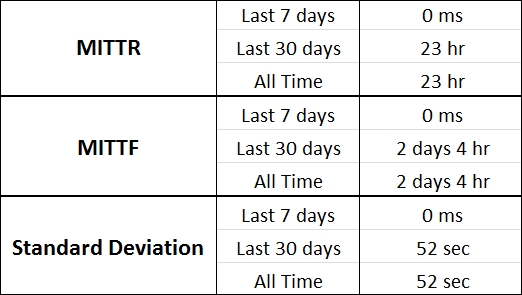 MITTR
Last 7 days 0 ms
Last 30 days 23 hr
All Time 23 hr
MITTF
Last 7 days 0 ms
Last 30 days 2 days 4 hr
All Time 2 days 4 hr
Standard Deviation
Last 7 days 0 ms
Last 30 days 52 sec
All Time 52 sec